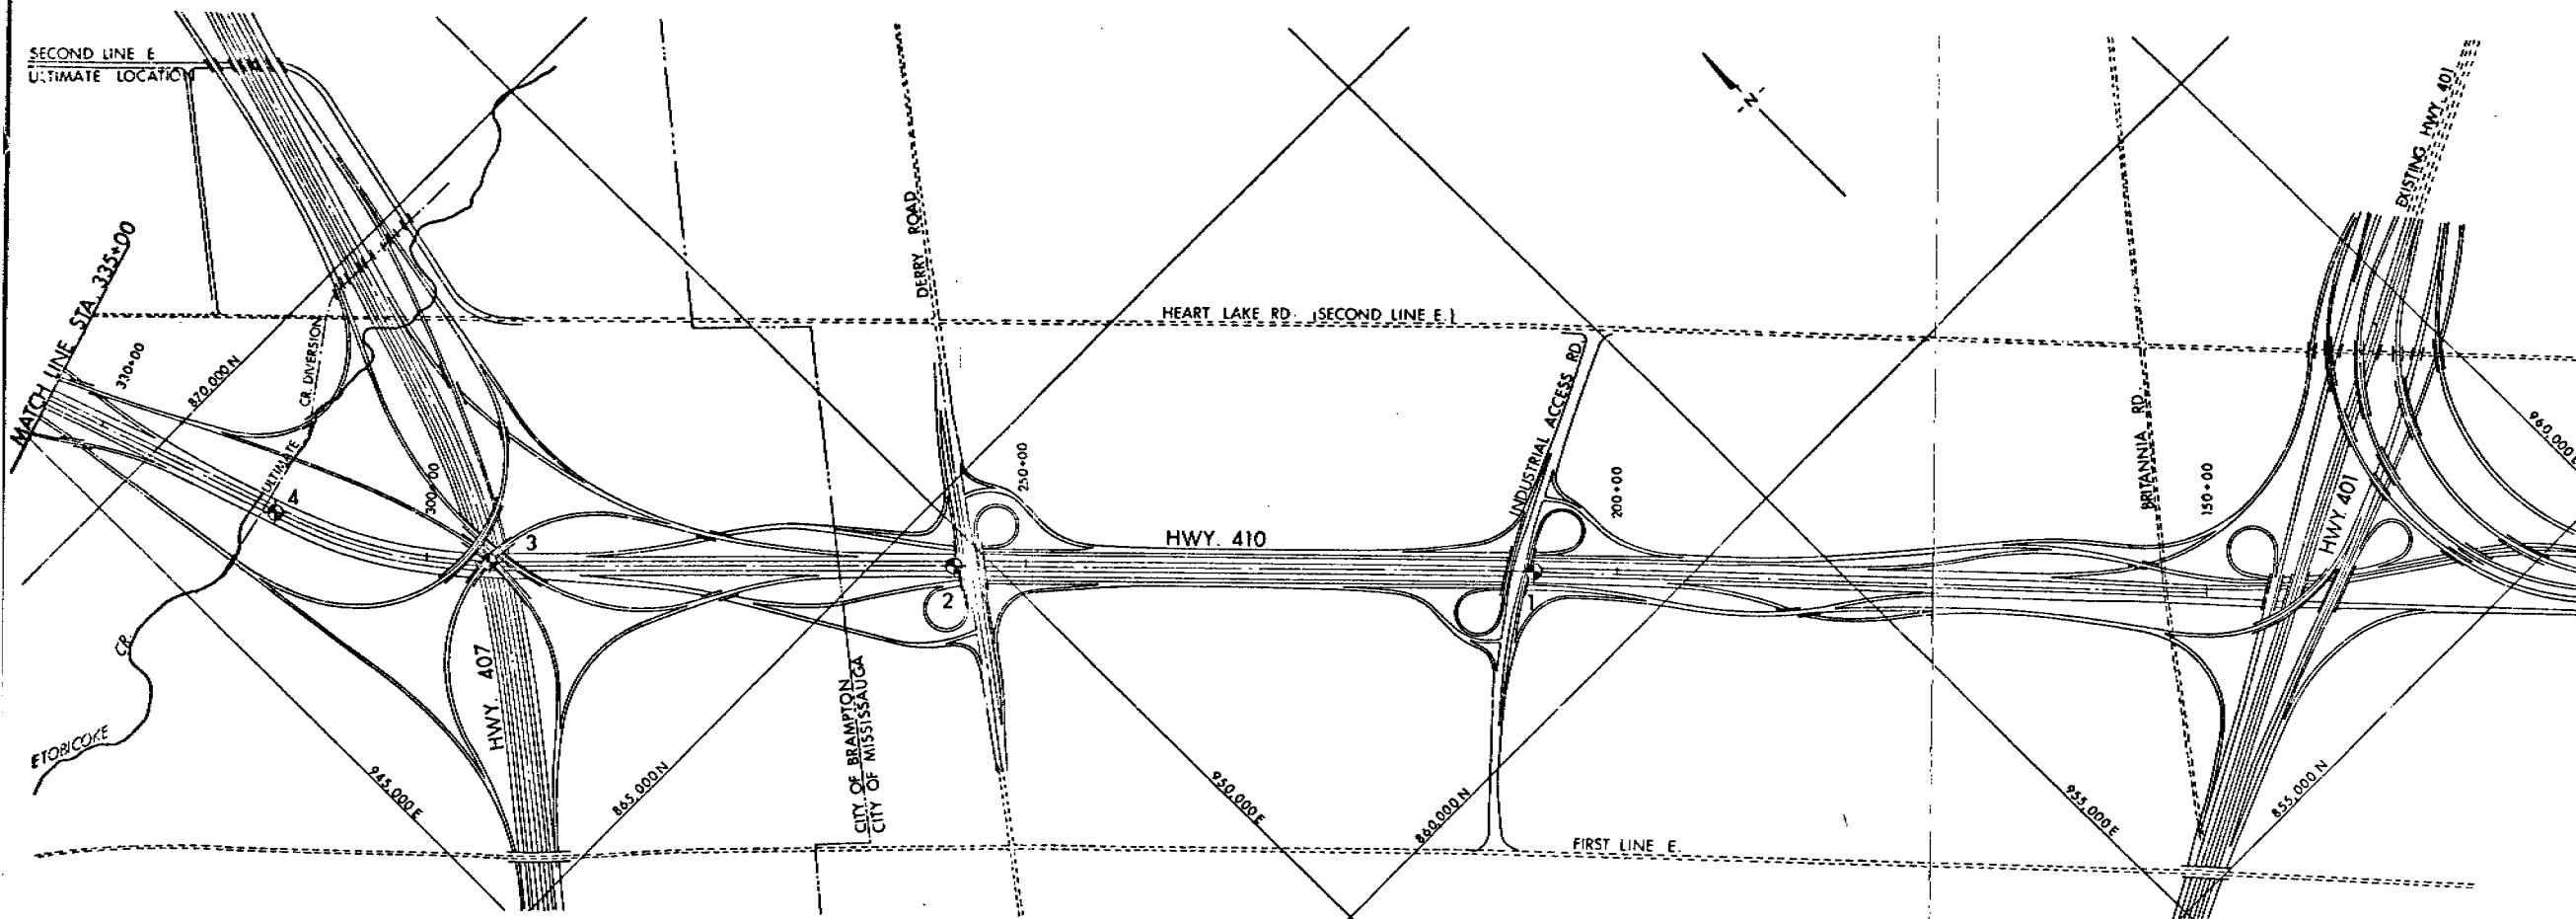 SECOND LINE E
ULTIMATE LOCATION
MATCH LINE STA. 335+00
330+00
870,000 N
CR. DIVERSION
ULTIMATE
4
300+00
3
HWY. 407
ETOBICOKE
CR.
945,000 E
865,000 N
CITY OF BRAMPTON
CITY OF MISSISSAUGA
DERRY ROAD
2
250+00
HWY. 410
HEART LAKE RD. (SECOND LINE E.)
INDUSTRIAL ACCESS RD.
200+00
1
950,000 E
860,000 N
FIRST LINE E.
-N-
BRITANNIA RD.
150+00
HWY. 401
EXISTING HWY. 401
960,000 E
955,000 E
855,000 N